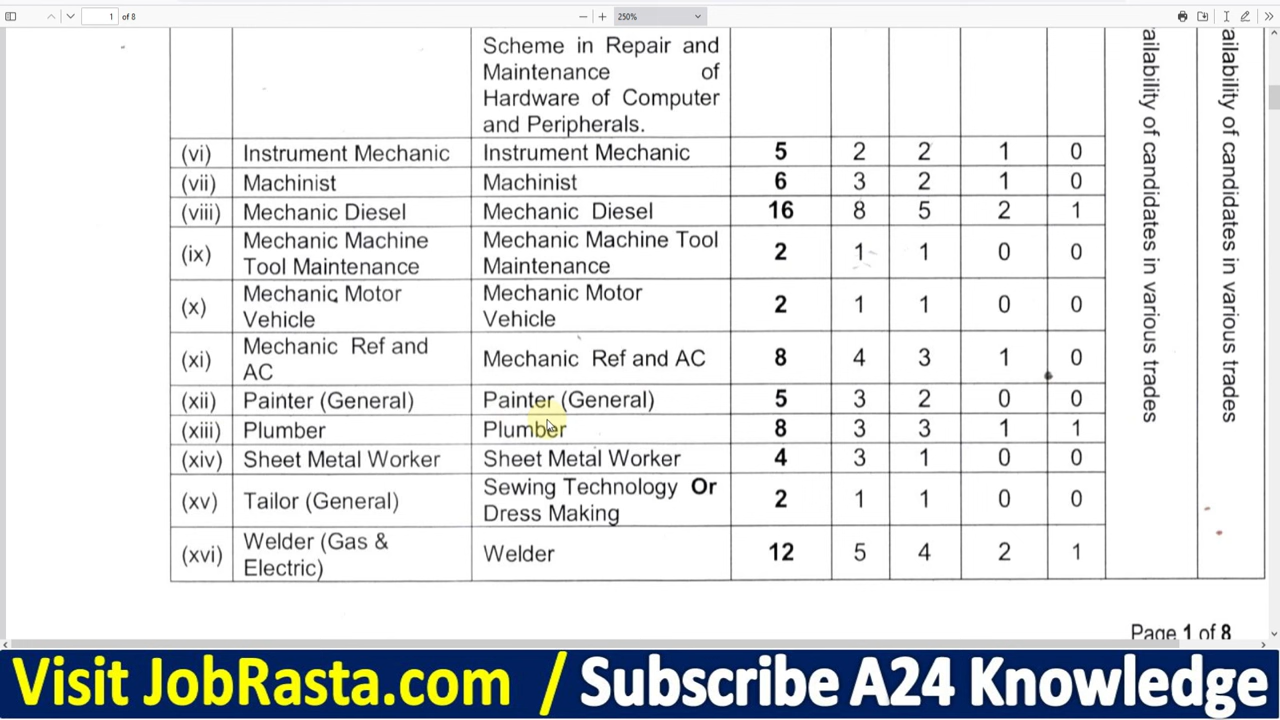 1 of 8
250%
Scheme in Repair and
Maintenance of
Hardware of Computer
and Peripherals.
(vi) Instrument Mechanic Instrument Mechanic 5 2 2 1 0
(vii) Machinist Machinist 6 3 2 1 0
(viii) Mechanic Diesel Mechanic Diesel 16 8 5 2 1
(ix) Mechanic Machine Tool Maintenance Mechanic Machine Tool Maintenance 2 1 1 0 0
(x) Mechanic Motor Vehicle Mechanic Motor Vehicle 2 1 1 0 0
(xi) Mechanic Ref and AC Mechanic Ref and AC 8 4 3 1 0
(xii) Painter (General) Painter (General) 5 3 2 0 0
(xiii) Plumber Plumber 8 3 3 1 1
(xiv) Sheet Metal Worker Sheet Metal Worker 4 3 1 0 0
(xv) Tailor (General) Sewing Technology Or Dress Making 2 1 1 0 0
(xvi) Welder (Gas & Electric) Welder 12 5 4 2 1
of candidates in various trades
of candidates in various trades
Page 1 of 8
Visit JobRasta.com / Subscribe A24 Knowledge